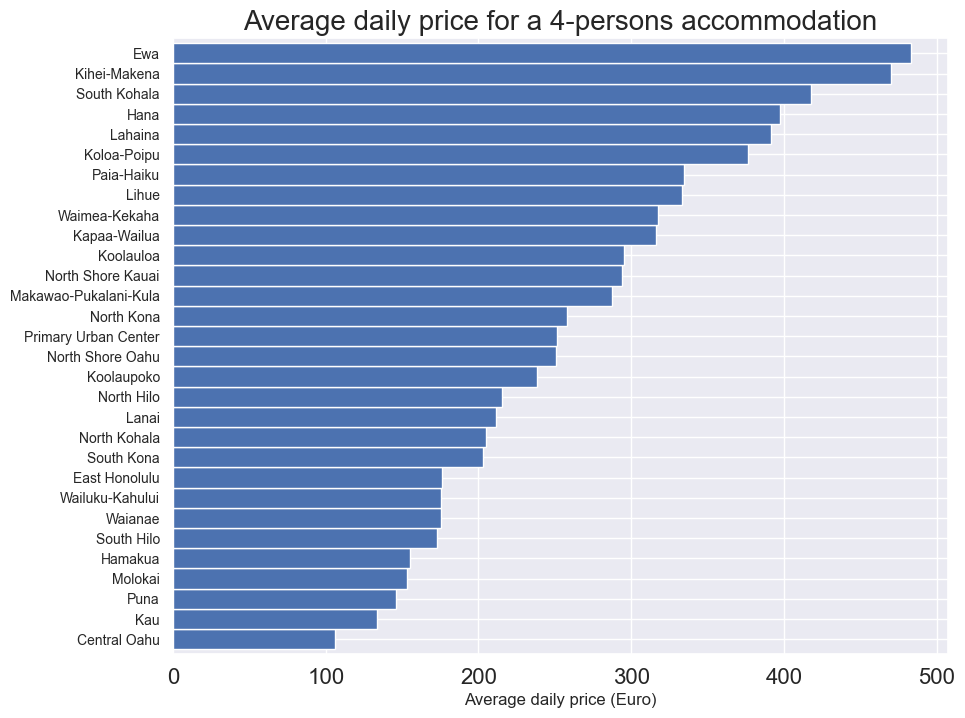 Average daily price for a 4-persons accommodation
Ewa
Kihei-Makena
South Kohala
Hana
Lahaina
Koloa-Poipu
Paia-Haiku
Lihue
Waimea-Kekaha
Kapaa-Wailua
Koolauloa
North Shore Kauai
Makawao-Pukalani-Kula
North Kona
Primary Urban Center
North Shore Oahu
Koolaupoko
North Hilo
Lanai
North Kohala
South Kona
East Honolulu
Wailuku-Kahului
Waianae
South Hilo
Hamakua
Molokai
Puna
Kau
Central Oahu
0 100 200 300 400 500
Average daily price (Euro)